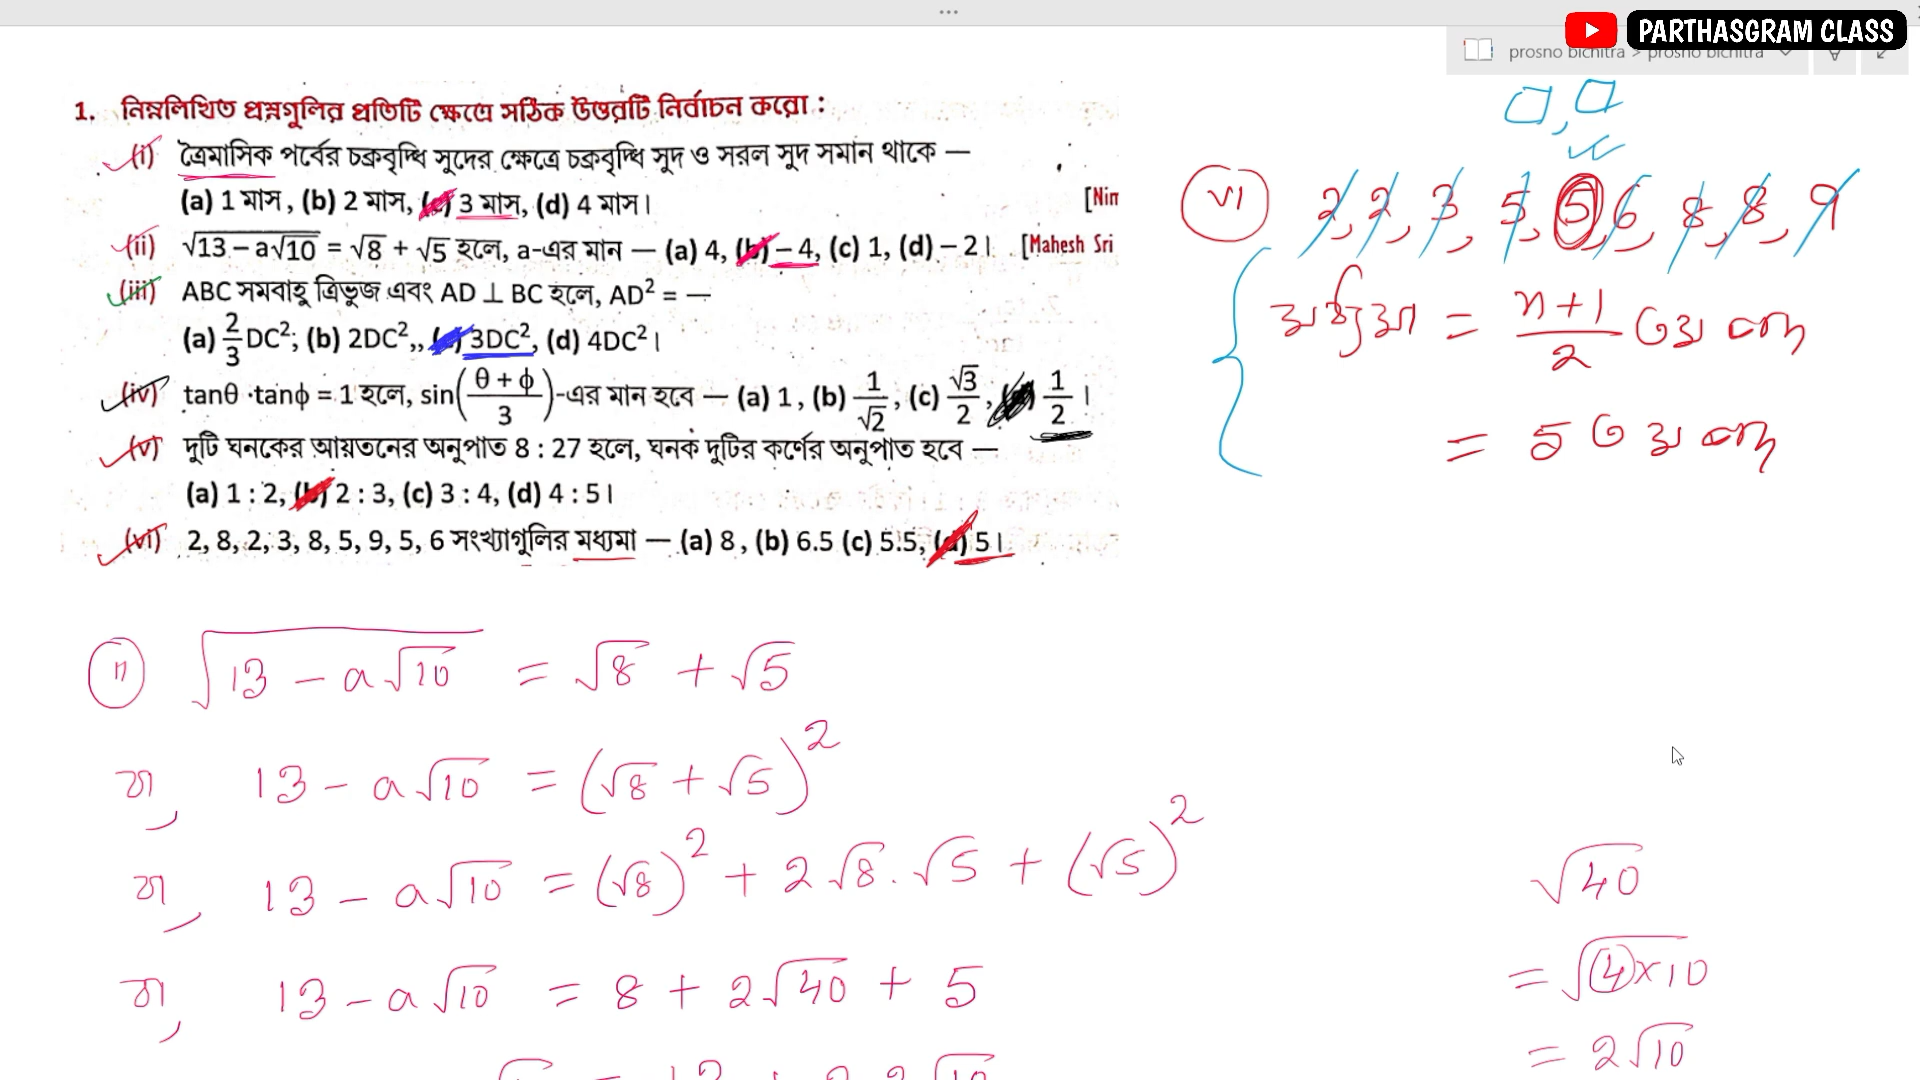 PARTHASGRAM CLASS
prosno bichitra > prosno bichitra
1. নিম্নলিখিত প্রশ্নগুলির প্রতিটি ক্ষেত্রে সঠিক উত্তরটি নির্বাচন করো :
(i) ত্রৈমাসিক পর্বের চক্রবৃদ্ধি সুদের ক্ষেত্রে চক্রবৃদ্ধি সুদ ও সরল সুদ সমান থাকে —
(a) 1 মাস, (b) 2 মাস, (c) 3 মাস, (d) 4 মাস। [Nin
(ii) √13 – a√10 = √8 + √5 হলে, a-এর মান — (a) 4, (b) – 4, (c) 1, (d) – 2। [Mahesh Sri
(iii) ABC সমবাহু ত্রিভুজ এবং AD ⊥ BC হলে, AD² = —
(a) 2/3 DC²; (b) 2DC²,, (c) 3DC², (d) 4DC²।
(iv) tanθ ·tanϕ = 1 হলে, sin((θ + ϕ)/3)-এর মান হবে — (a) 1, (b) 1/√2, (c) √3/2, (d) 1/2।
(v) দুটি ঘনকের আয়তনের অনুপাত 8 : 27 হলে, ঘনক দুটির কর্ণের অনুপাত হবে —
(a) 1 : 2, (b) 2 : 3, (c) 3 : 4, (d) 4 : 5।
(vi) 2, 8, 2, 3, 8, 5, 9, 5, 6 সংখ্যাগুলির মধ্যমা — (a) 8, (b) 6.5 (c) 5.5, (d) 5।
VI 2, 2, 3, 5, 5, 6, 8, 8, 9
মধ্যমা = (n+1)/2 তম পদ
= 5 তম পদ
II √13 – a√10 = √8 + √5
বা, 13 – a√10 = (√8 + √5)²
বা, 13 – a√10 = (√8)² + 2√8.√5 + (√5)²
বা, 13 – a√10 = 8 + 2√40 + 5
√40
= √4×10
= 2√10